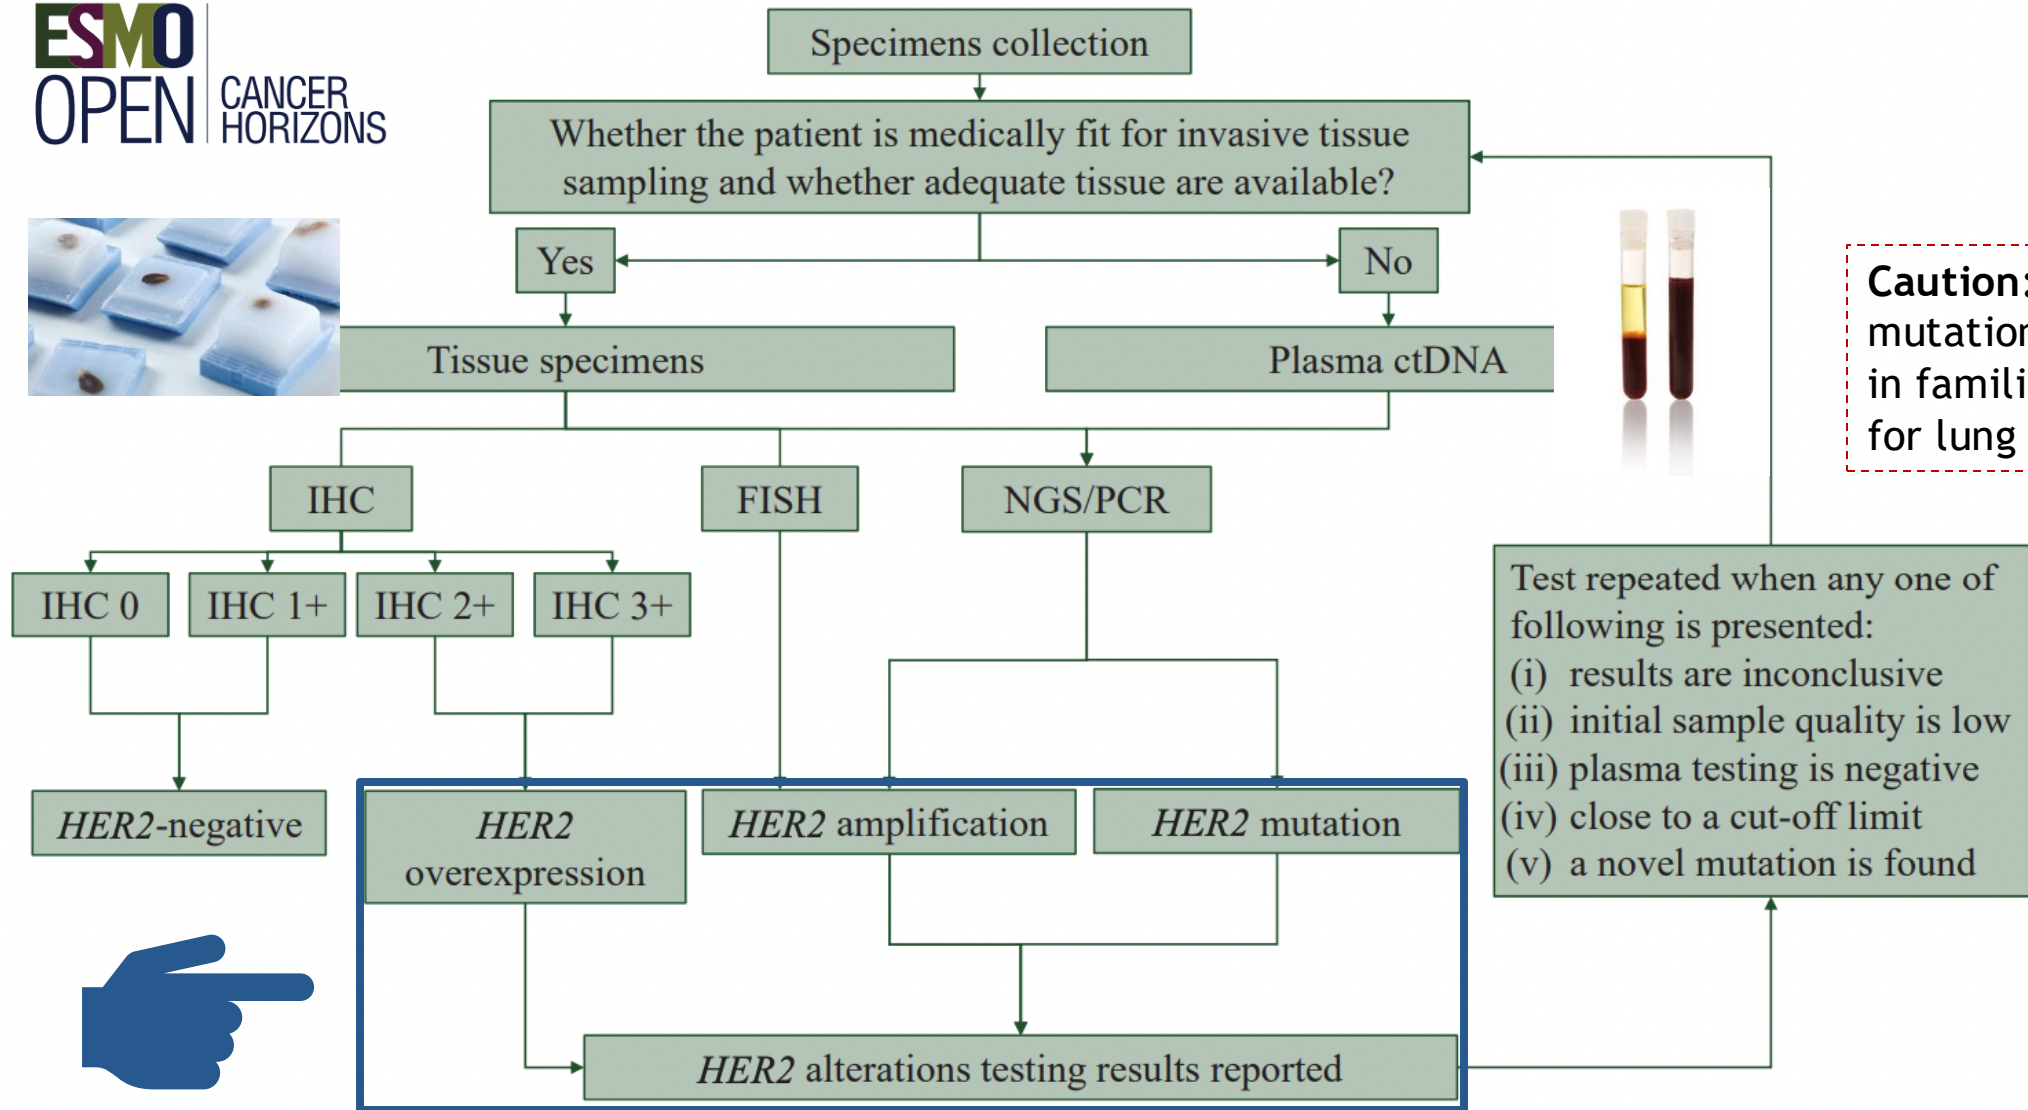 ESMO
OPEN
CANCER
HORIZONS
Specimens collection
Whether the patient is medically fit for invasive tissue
sampling and whether adequate tissue are available?
Yes
No
Tissue specimens
Plasma ctDNA
Caution:
mutation
in famili
for lung
IHC
FISH
NGS/PCR
IHC 0
IHC 1+
IHC 2+
IHC 3+
Test repeated when any one of
following is presented:
(i) results are inconclusive
(ii) initial sample quality is low
(iii) plasma testing is negative
(iv) close to a cut-off limit
(v) a novel mutation is found
HER2-negative
HER2
overexpression
HER2 amplification
HER2 mutation
HER2 alterations testing results reported